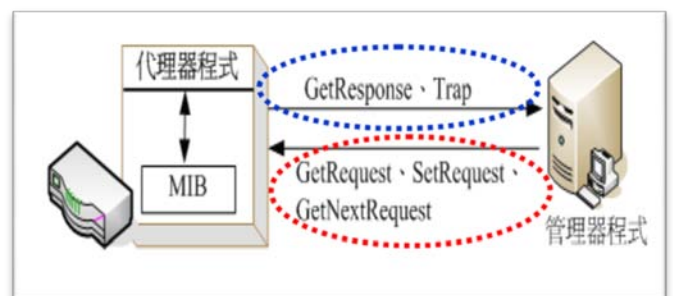 代理器程式
GetResponse、Trap
MIB
GetRequest、SetRequest、
GetNextRequest
管理器程式